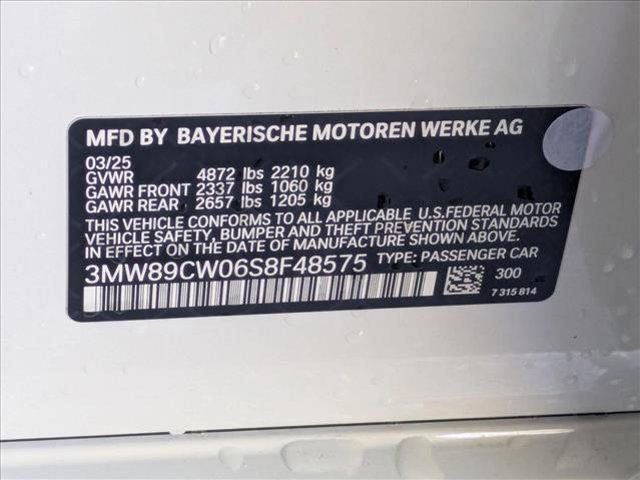 MFD BY BAYERISCHE MOTOREN WERKE AG
03/25
GVWR 4872 lbs 2210 kg
GAWR FRONT 2337 lbs 1060 kg
GAWR REAR 2657 lbs 1205 kg
THIS VEHICLE CONFORMS TO ALL APPLICABLE U.S.FEDERAL MOTOR
VEHICLE SAFETY, BUMPER AND THEFT PREVENTION STANDARDS
IN EFFECT ON THE DATE OF MANUFACTURE SHOWN ABOVE.
3MW89CW06S8F48575 TYPE: PASSENGER CAR
300
7 315 814